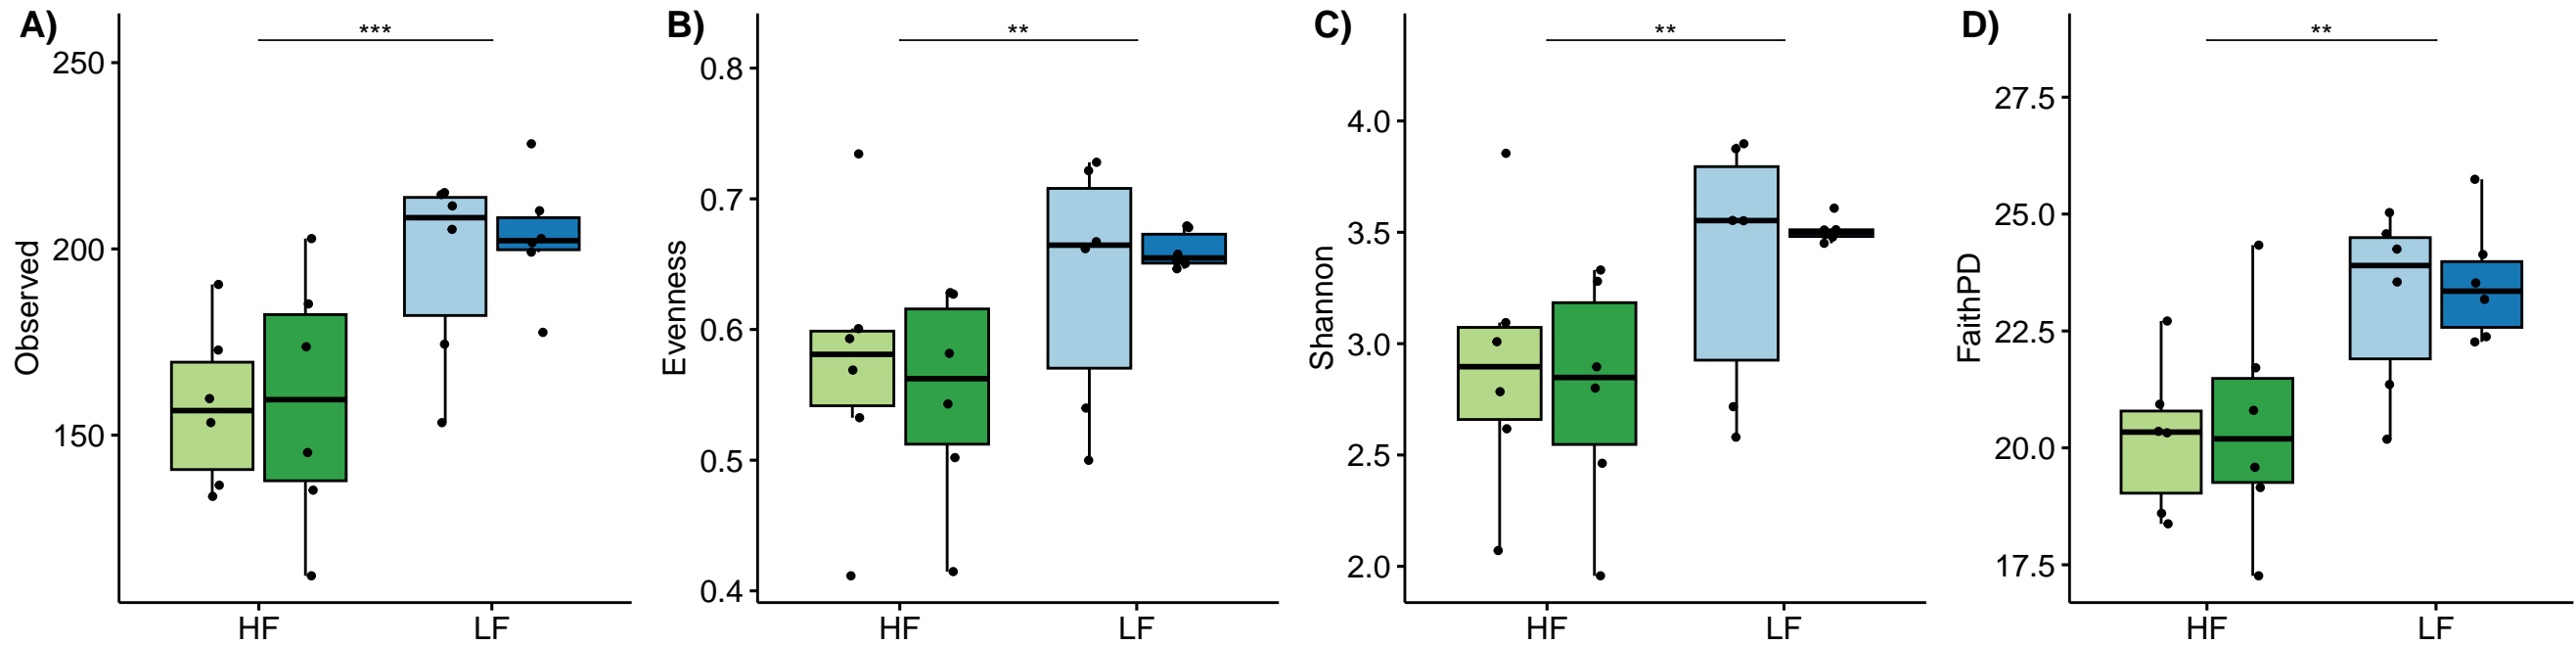 A)
***
250
200
150
Observed
HF
LF
B)
**
0.8
0.7
0.6
0.5
0.4
Evenness
HF
LF
C)
**
4.0
3.5
3.0
2.5
2.0
Shannon
HF
LF
D)
**
27.5
25.0
22.5
20.0
17.5
FaithPD
HF
LF